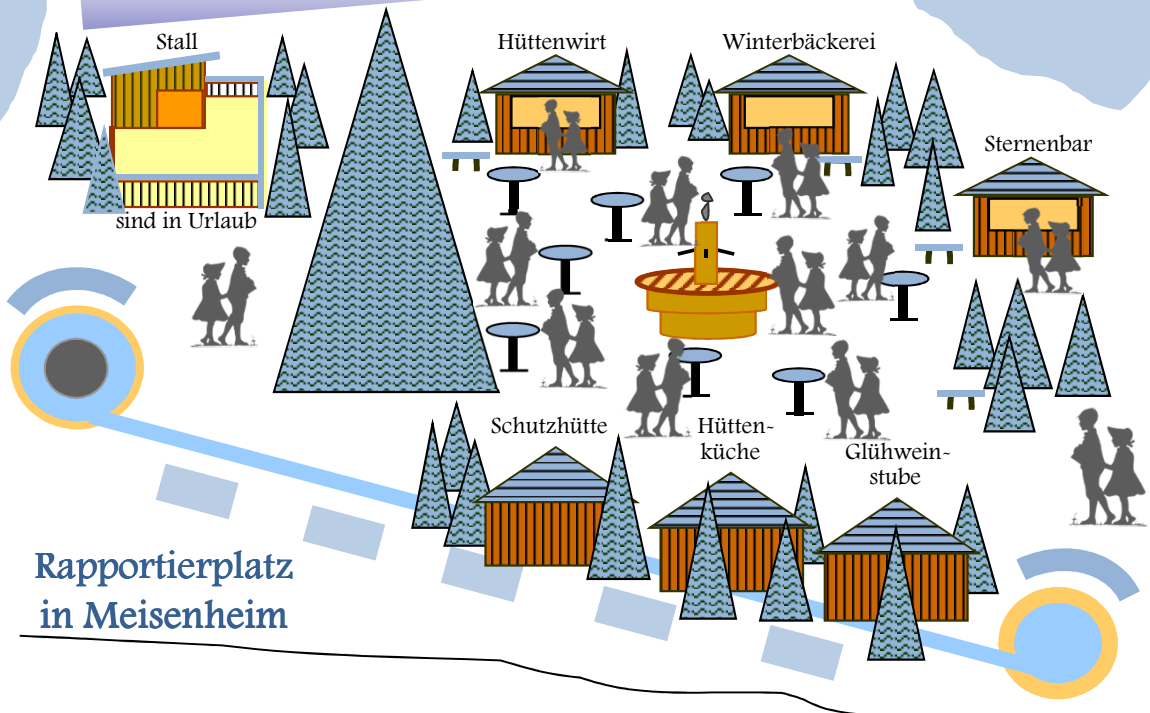 Stall
Hüttenwirt
Winterbäckerei
Sternenbar
sind in Urlaub
Schutzhütte
Hütten-
küche
Glühwein-
stube
Rapportierplatz
in Meisenheim